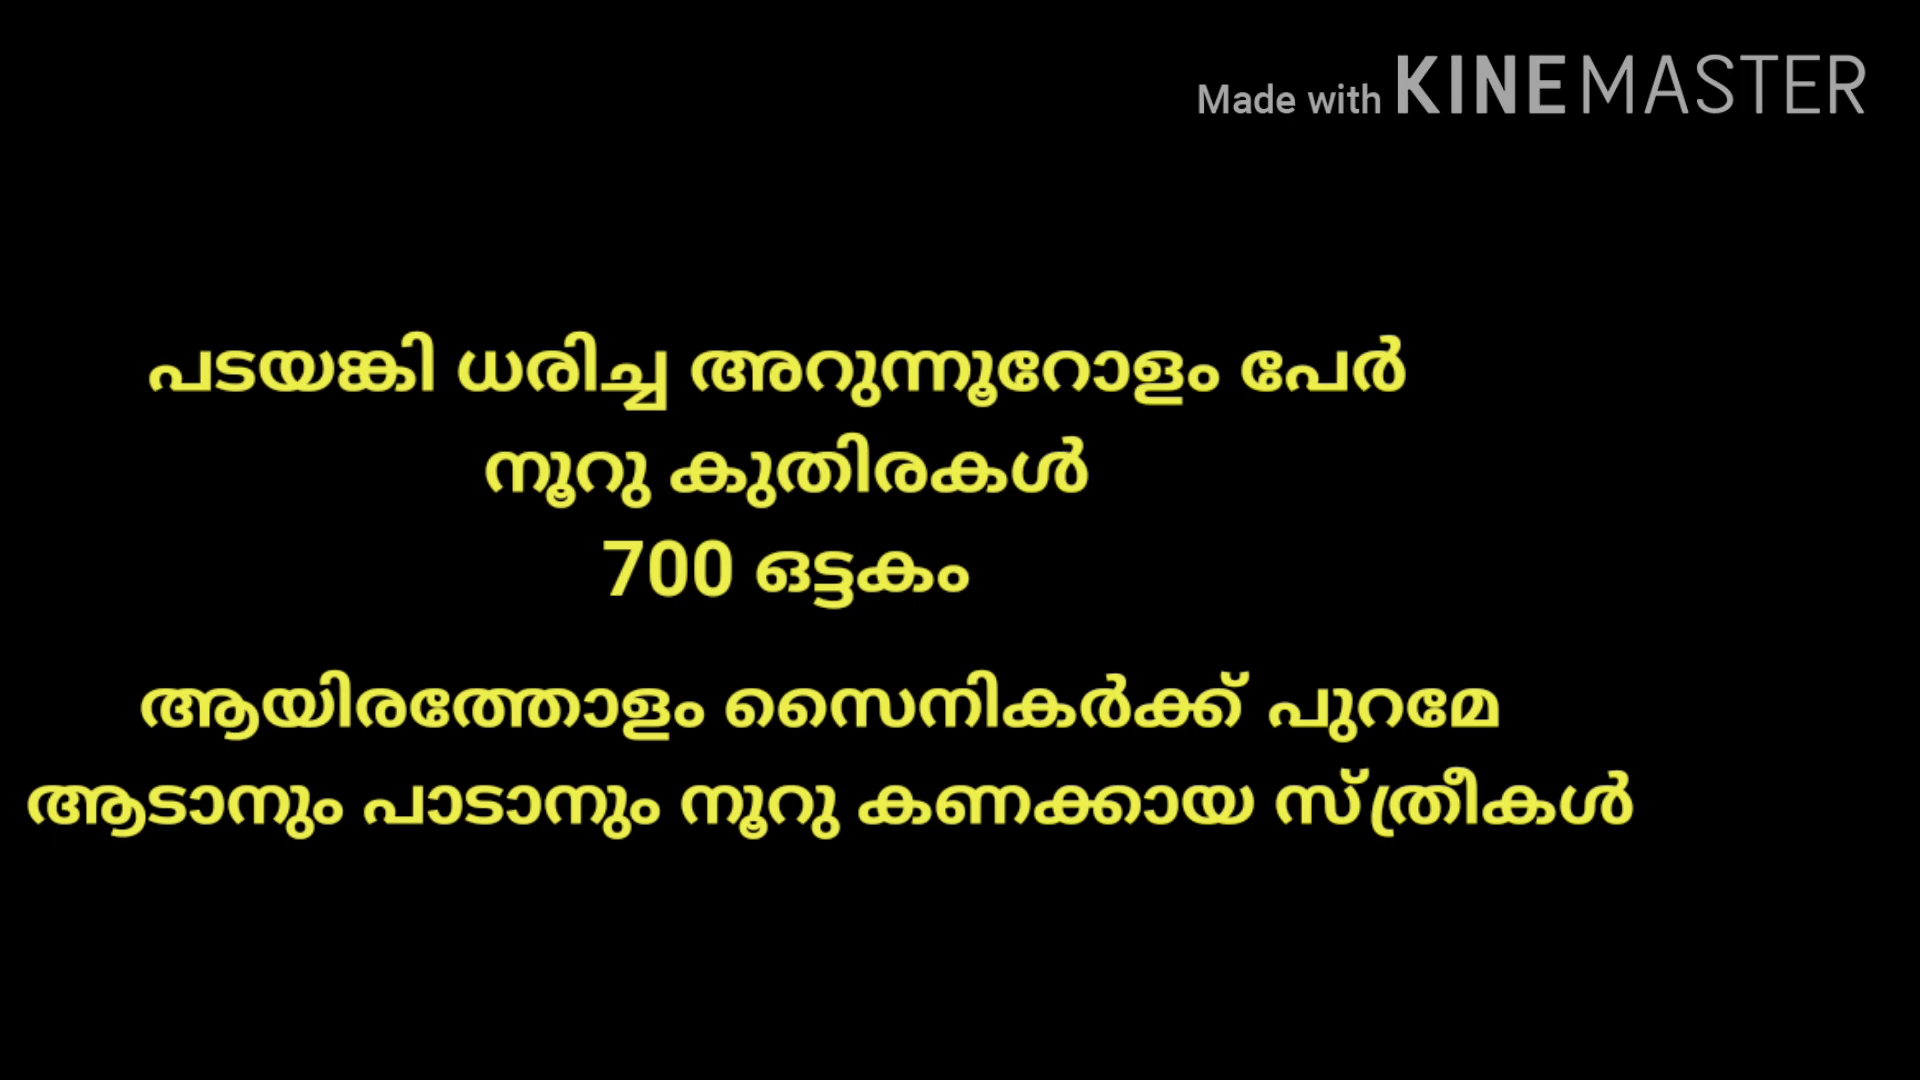 Made with KINEMASTER
പടയങ്കി ധരിച്ച അറുന്നൂറോളം പേർ
നൂറു കുതിരകൾ
700 ഒട്ടകം
ആയിരത്തോളം സൈനികർക്ക് പുറമേ
ആടാനും പാടാനും നൂറു കണക്കായ സ്ത്രീകൾ